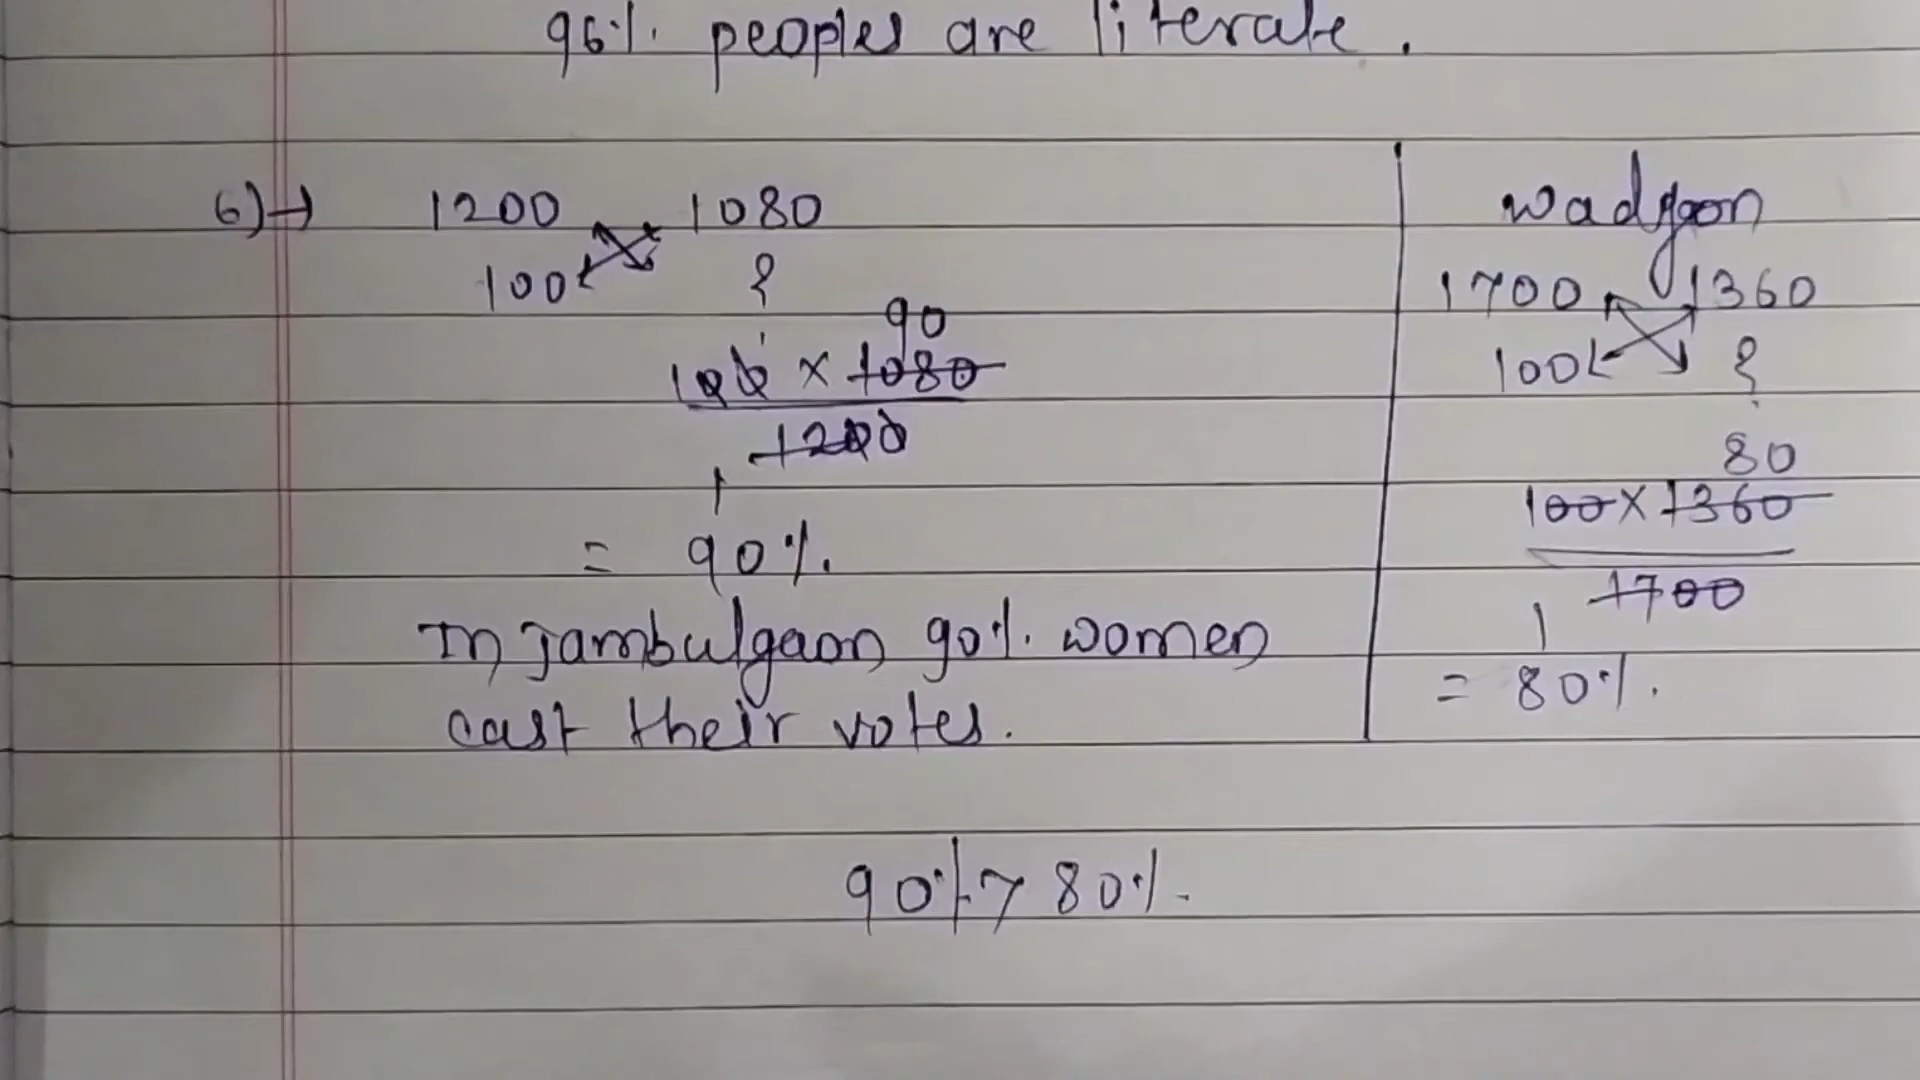 96%. peoples are literate.
6)→ 1200 1080
100 ?
90
100 × 1080
1200
1
= 90%.
In Jambulgaon 90%. women
cast their votes.
wadgaon
1700 1360
100 ?
80
100 × 1360
1700
1
= 80%.
90% > 80%.